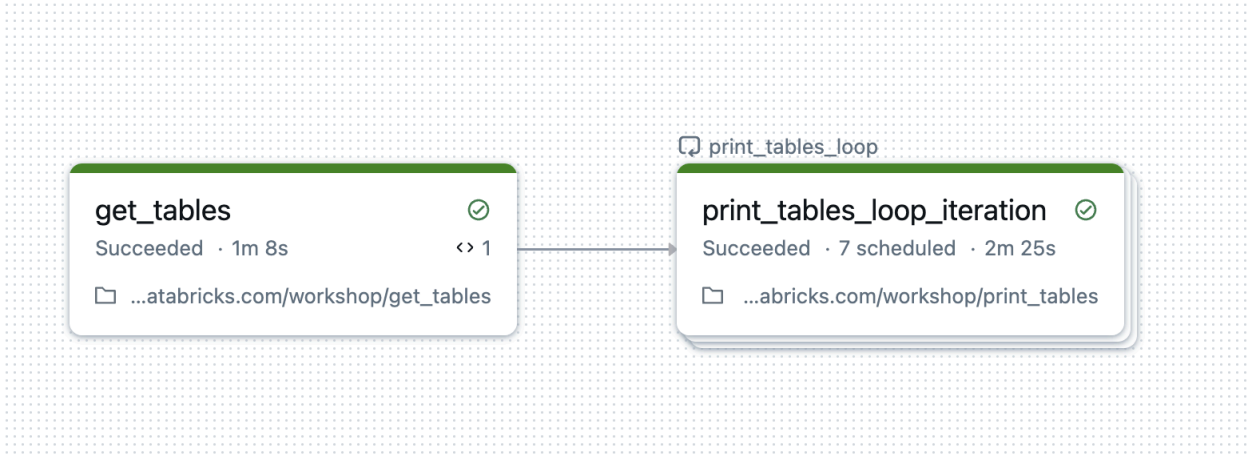 print_tables_loop
get_tables
Succeeded · 1m 8s
<> 1
...atabricks.com/workshop/get_tables
print_tables_loop_iteration
Succeeded · 7 scheduled · 2m 25s
...abricks.com/workshop/print_tables